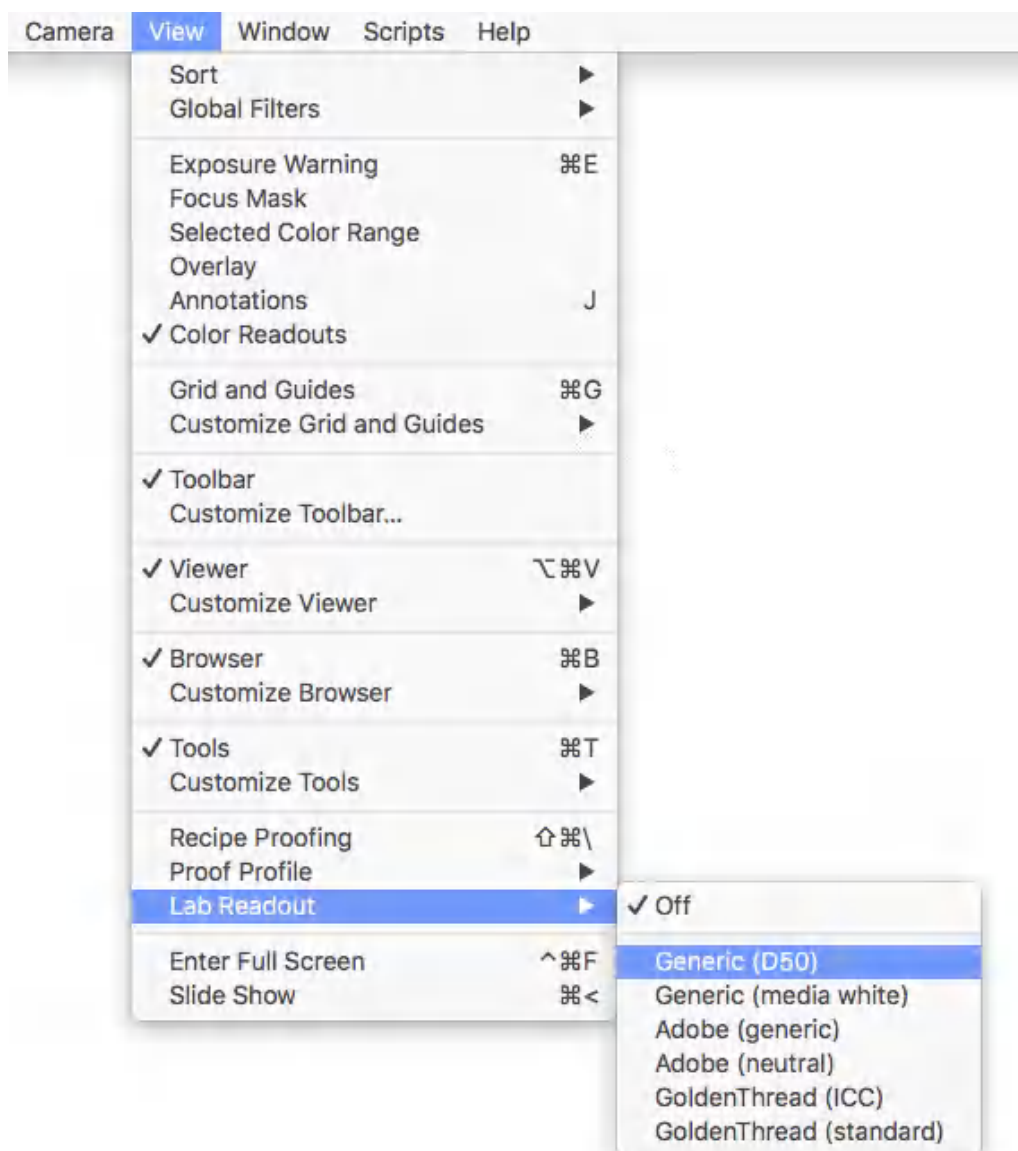 Camera View Window Scripts Help
Sort ▶
Global Filters ▶
Exposure Warning ⌘E
Focus Mask
Selected Color Range
Overlay
Annotations J
✓ Color Readouts
Grid and Guides ⌘G
Customize Grid and Guides ▶
✓ Toolbar
Customize Toolbar...
✓ Viewer ⌥⌘V
Customize Viewer ▶
✓ Browser ⌘B
Customize Browser ▶
✓ Tools ⌘T
Customize Tools ▶
Recipe Proofing ⇧⌘\
Proof Profile ▶
Lab Readout ▶
✓ Off
Enter Full Screen ^⌘F
Slide Show ⌘<
Generic (D50)
Generic (media white)
Adobe (generic)
Adobe (neutral)
GoldenThread (ICC)
GoldenThread (standard)